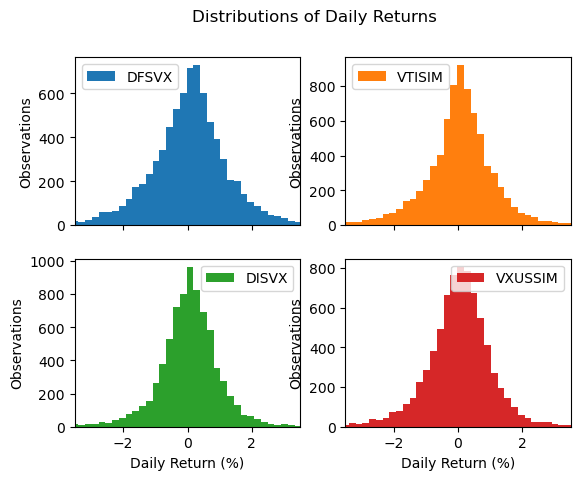 Distributions of Daily Returns
DFSVX
VTISIM
Observations
600
400
200
0
Observations
800
600
400
200
0
DISVX
VXUSSIM
Observations
1000
800
600
400
200
0
−2
0
2
Daily Return (%)
Observations
800
600
400
200
0
−2
0
2
Daily Return (%)